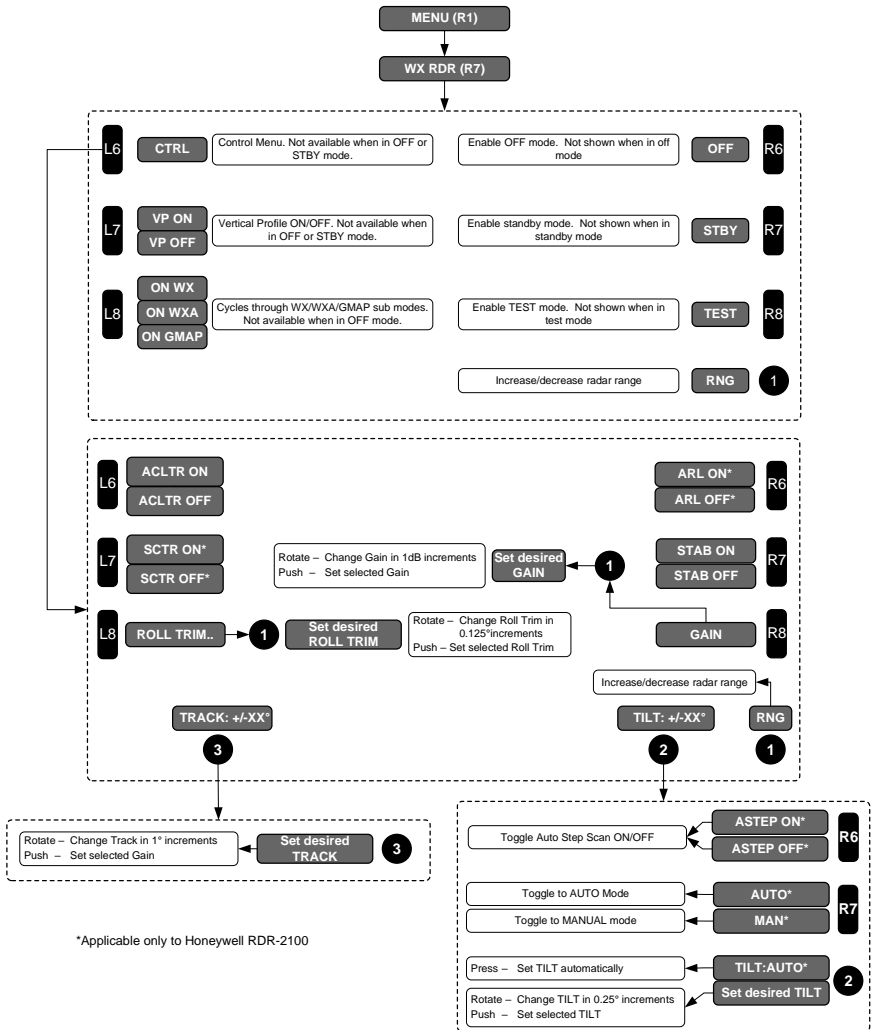 MENU (R1)
WX RDR (R7)
L6
CTRL
Control Menu. Not available when in OFF or
STBY mode.
Enable OFF mode. Not shown when in off
mode
OFF
R6
L7
VP ON
VP OFF
Vertical Profile ON/OFF. Not available when
in OFF or STBY mode.
Enable standby mode. Not shown when in
standby mode
STBY
R7
L8
ON WX
ON WXA
ON GMAP
Cycles through WX/WXA/GMAP sub modes.
Not available when in OFF mode.
Enable TEST mode. Not shown when in
test mode
TEST
R8
Increase/decrease radar range
RNG
1
L6
ACLTR ON
ACLTR OFF
ARL ON*
ARL OFF*
R6
L7
SCTR ON*
SCTR OFF*
Rotate – Change Gain in 1dB increments
Push – Set selected Gain
Set desired
GAIN
1
STAB ON
STAB OFF
R7
L8
ROLL TRIM..
1
Set desired
ROLL TRIM
Rotate – Change Roll Trim in
0.125°increments
Push – Set selected Roll Trim
GAIN
R8
Increase/decrease radar range
TRACK: +/-XX°
TILT: +/-XX°
RNG
3
2
1
Rotate – Change Track in 1° increments
Push – Set selected Gain
Set desired
TRACK
3
Toggle Auto Step Scan ON/OFF
ASTEP ON*
ASTEP OFF*
R6
Toggle to AUTO Mode
AUTO*
Toggle to MANUAL mode
MAN*
R7
*Applicable only to Honeywell RDR-2100
Press – Set TILT automatically
TILT:AUTO*
Rotate – Change TILT in 0.25° increments
Push – Set selected TILT
Set desired TILT
2